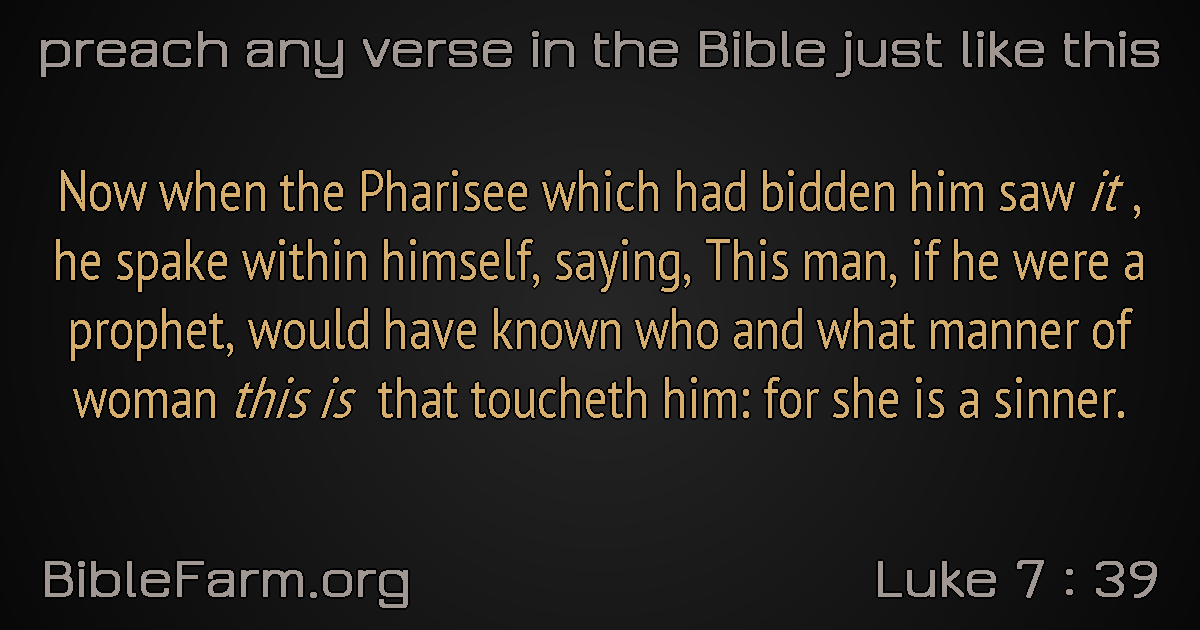 preach any verse in the Bible just like this
Now when the Pharisee which had bidden him saw it ,
he spake within himself, saying, This man, if he were a
prophet, would have known who and what manner of
woman this is  that toucheth him: for she is a sinner.
BibleFarm.org
Luke 7 : 39